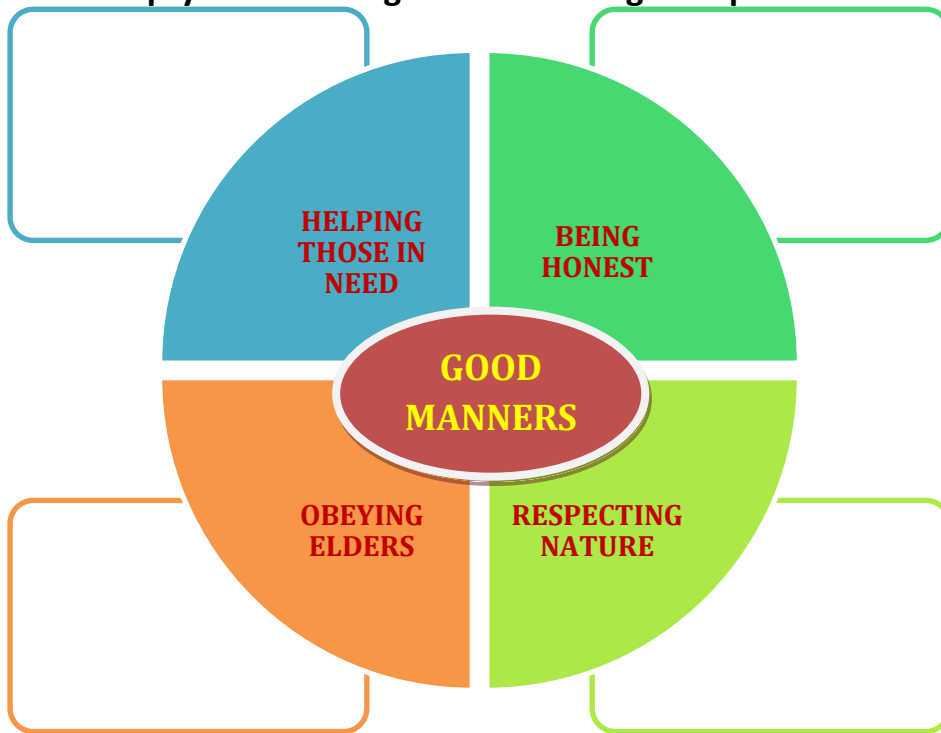 HELPING
THOSE IN
NEED
BEING
HONEST
GOOD
MANNERS
OBEYING
ELDERS
RESPECTING
NATURE